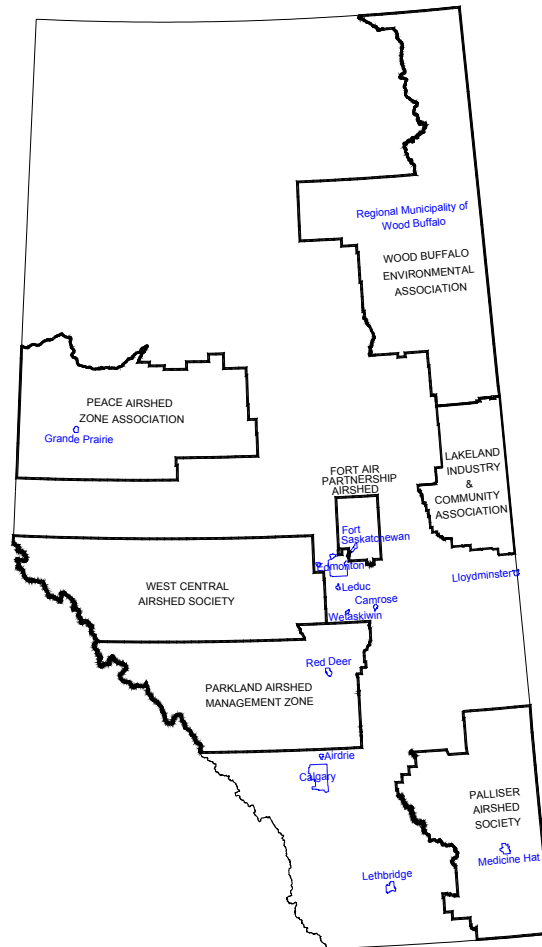 Regional Municipality of
Wood Buffalo
WOOD BUFFALO
ENVIRONMENTAL
ASSOCIATION
PEACE AIRSHED
ZONE ASSOCIATION
Grande Prairie
LAKELAND
INDUSTRY
&
COMMUNITY
ASSOCIATION
FORT AIR
PARTNERSHIP
AIRSHED
Fort
Saskatchewan
Edmonton
Lloydminster
WEST CENTRAL
AIRSHED SOCIETY
Leduc
Camrose
Wetaskiwin
Red Deer
PARKLAND AIRSHED
MANAGEMENT ZONE
Airdrie
Calgary
PALLISER
AIRSHED
SOCIETY
Medicine Hat
Lethbridge